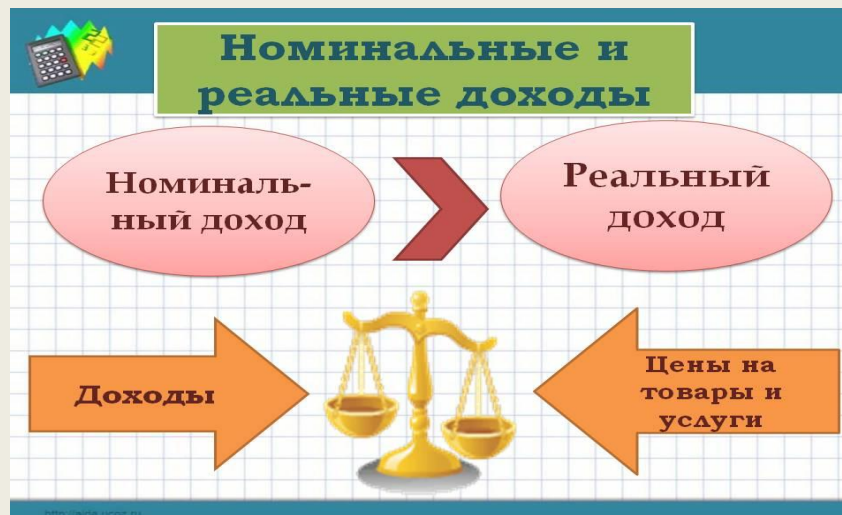 Номинальные и
реальные доходы
Номиналь-
ный доход
Реальный
доход
Доходы
Цены на
товары и
услуги